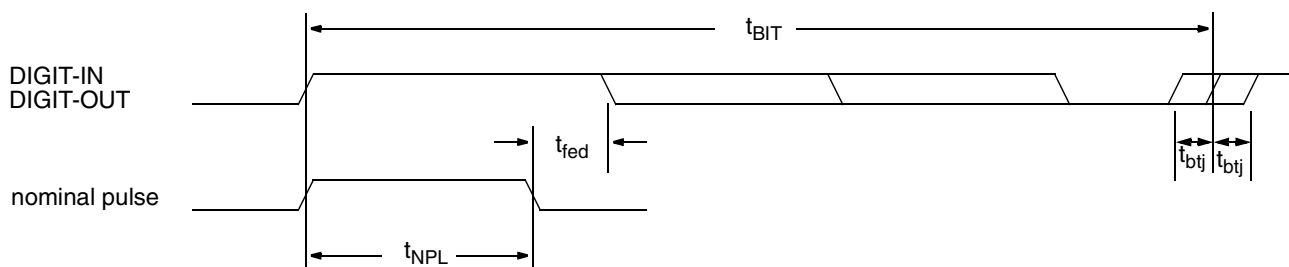 tBIT
DIGIT-IN
DIGIT-OUT
tfed
tbtj
tbtj
nominal pulse
tNPL